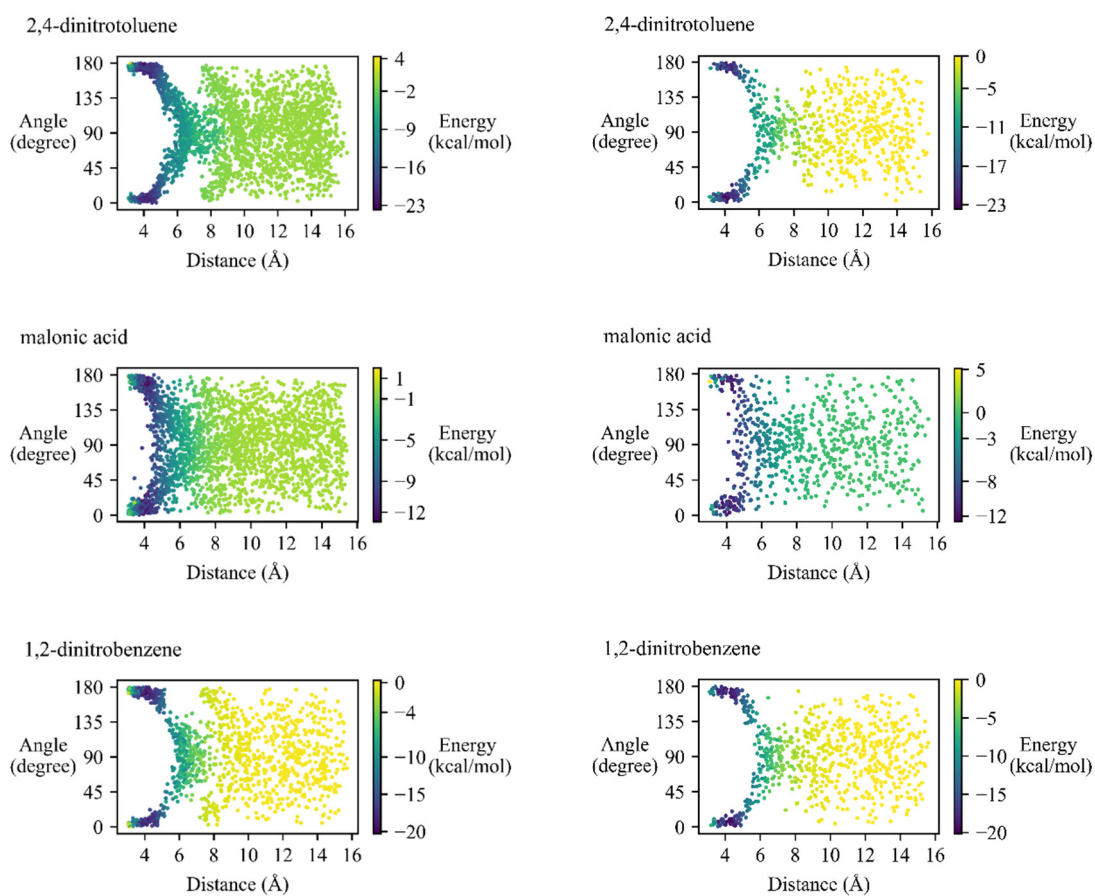 2,4-dinitrotoluene
180
135
90
45
0
Angle
(degree)
4 6 8 10 12 14 16
Distance (Å)
4
−2
−9
−16
−23
Energy
(kcal/mol)
2,4-dinitrotoluene
180
135
90
45
0
Angle
(degree)
4 6 8 10 12 14 16
Distance (Å)
0
−5
−11
−17
−23
Energy
(kcal/mol)
malonic acid
180
135
90
45
0
Angle
(degree)
4 6 8 10 12 14 16
Distance (Å)
1
−1
−5
−9
−12
Energy
(kcal/mol)
malonic acid
180
135
90
45
0
Angle
(degree)
4 6 8 10 12 14 16
Distance (Å)
5
0
−3
−8
−12
Energy
(kcal/mol)
1,2-dinitrobenzene
180
135
90
45
0
Angle
(degree)
4 6 8 10 12 14 16
Distance (Å)
0
−4
−10
−15
−20
Energy
(kcal/mol)
1,2-dinitrobenzene
180
135
90
45
0
Angle
(degree)
4 6 8 10 12 14 16
Distance (Å)
0
−5
−10
−15
−20
Energy
(kcal/mol)